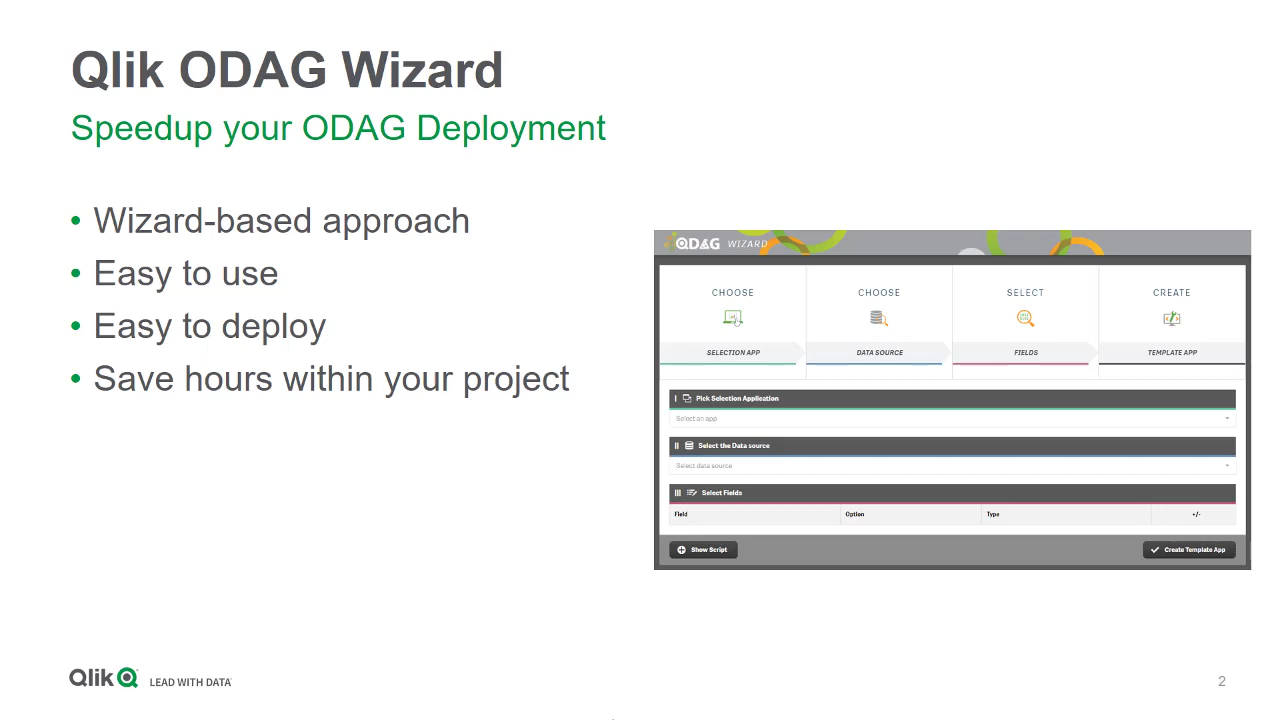 Qlik ODAG Wizard
Speedup your ODAG Deployment
• Wizard-based approach
• Easy to use
• Easy to deploy
• Save hours within your project
ODAG WIZARD
CHOOSE CHOOSE SELECT CREATE
SELECTION APP DATA SOURCE FIELDS TEMPLATE APP
I Pick Selection Application
Select an app
II Select the Data source
Select data source
III Select Fields
Field Option Type +/-
Show Script Create Template App
Qlik LEAD WITH DATA
2